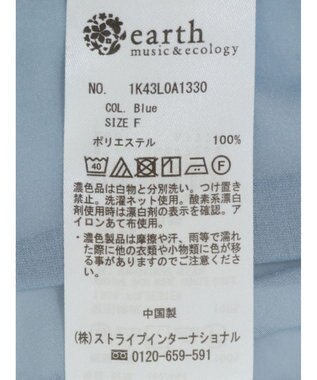 earth
music&ecology
NO. 1K43L0A1330
COL. Blue
SIZE F
ポリエステル 100%
40 F
濃色品は白物と分別洗い。つけ置き
禁止。洗濯ネット使用。酸素系漂白
剤使用時は漂白剤の表示を確認。ア
イロンあて布使用。
・濃色製品は摩擦や汗、雨等で濡れ
た際に他の衣類や小物類に色が移
る事がありますのでご注意下さい。
中国製
(株)ストライプインターナショナル
☎0120-659-591